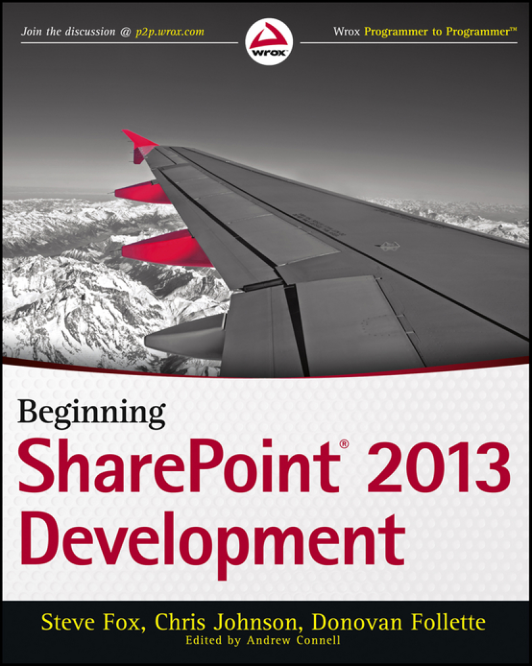 Join the discussion @ p2p.wrox.com
wrox™
Wrox Programmer to Programmer™
Beginning
SharePoint® 2013
Development
Steve Fox, Chris Johnson, Donovan Follette
Edited by Andrew Connell